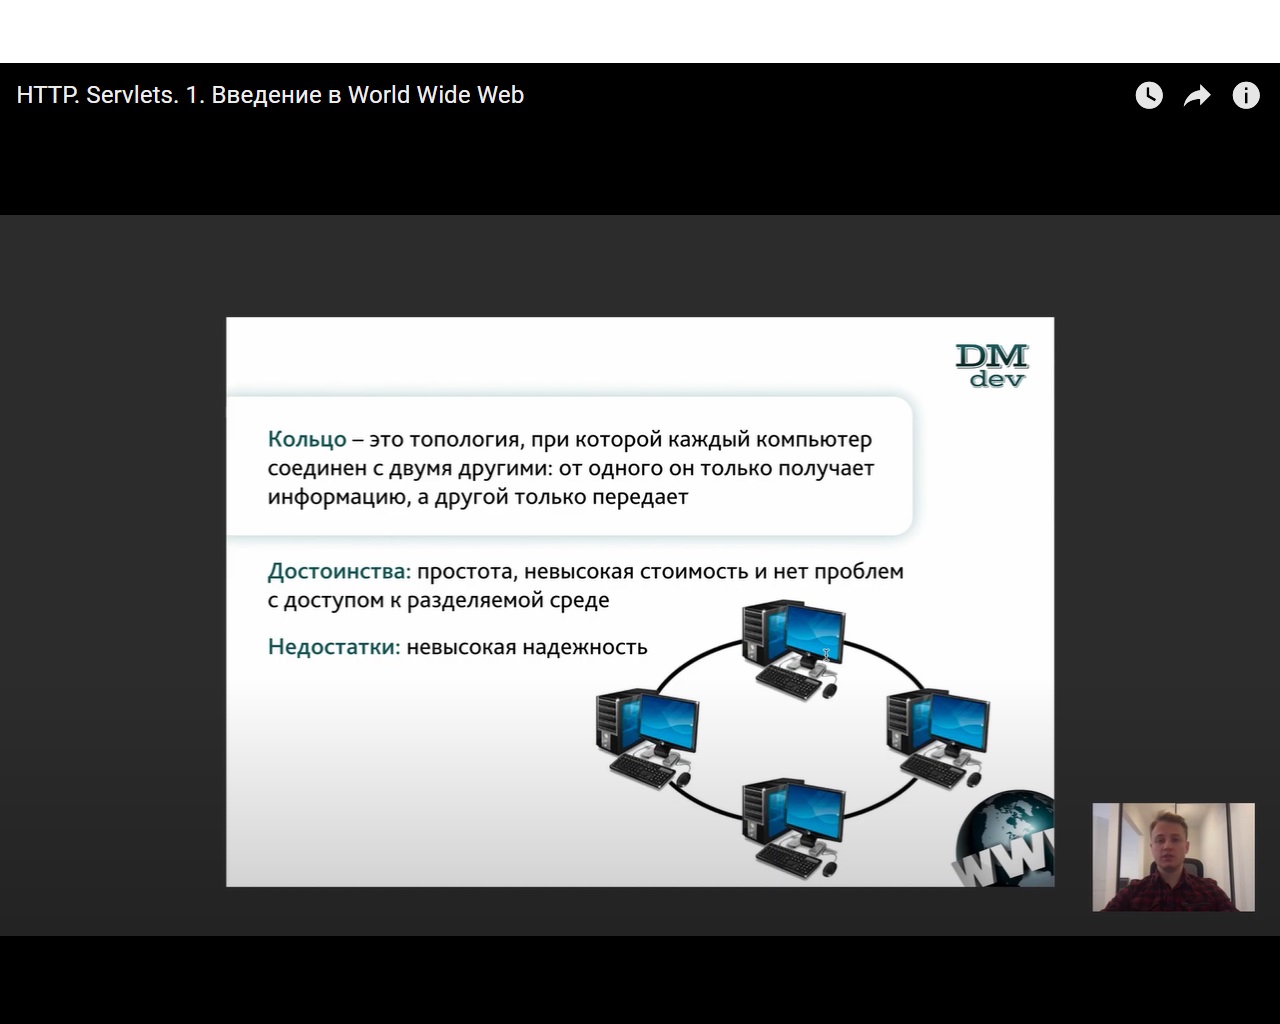 HTTP. Servlets. 1. Введение в World Wide Web
DM
dev
Кольцо – это топология, при которой каждый компьютер
соединен с двумя другими: от одного он только получает
информацию, а другой только передает
Достоинства: простота, невысокая стоимость и нет проблем
с доступом к разделяемой среде
Недостатки: невысокая надежность
WW